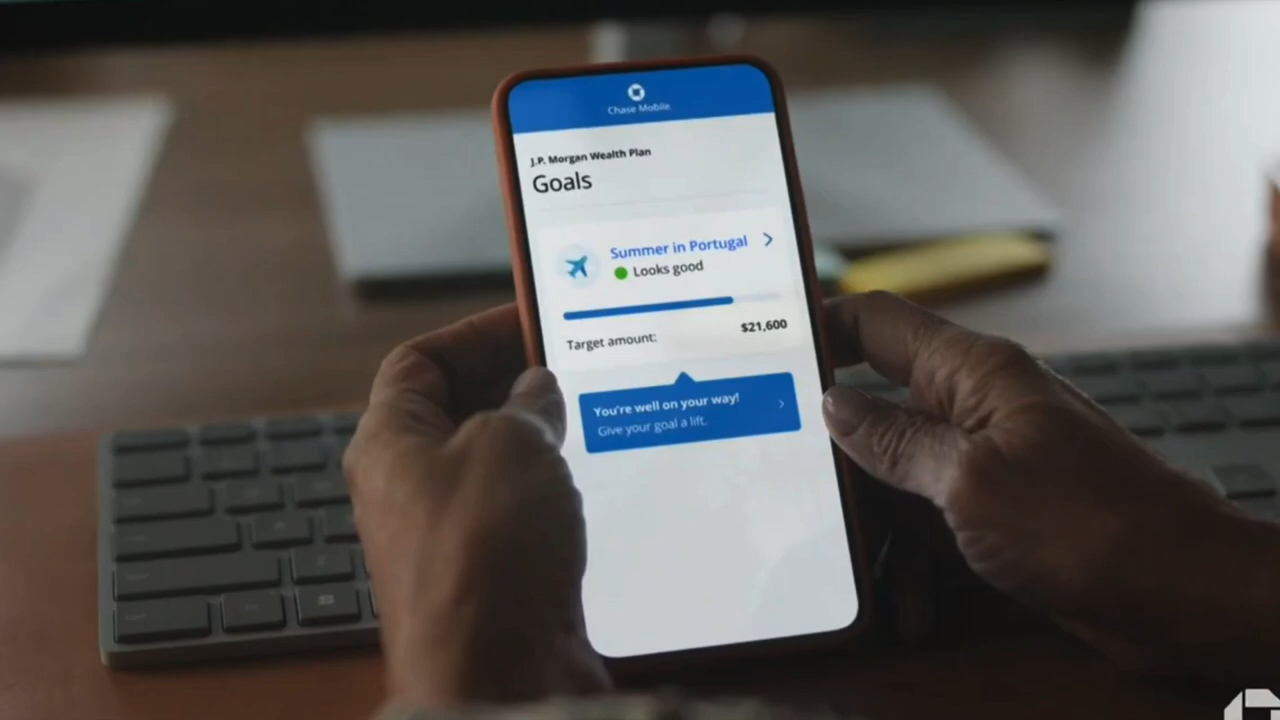 Chase Mobile
J.P. Morgan Wealth Plan
Goals
Summer in Portugal
Looks good
Target amount:
$21,600
You're well on your way!
Give your goal a lift.